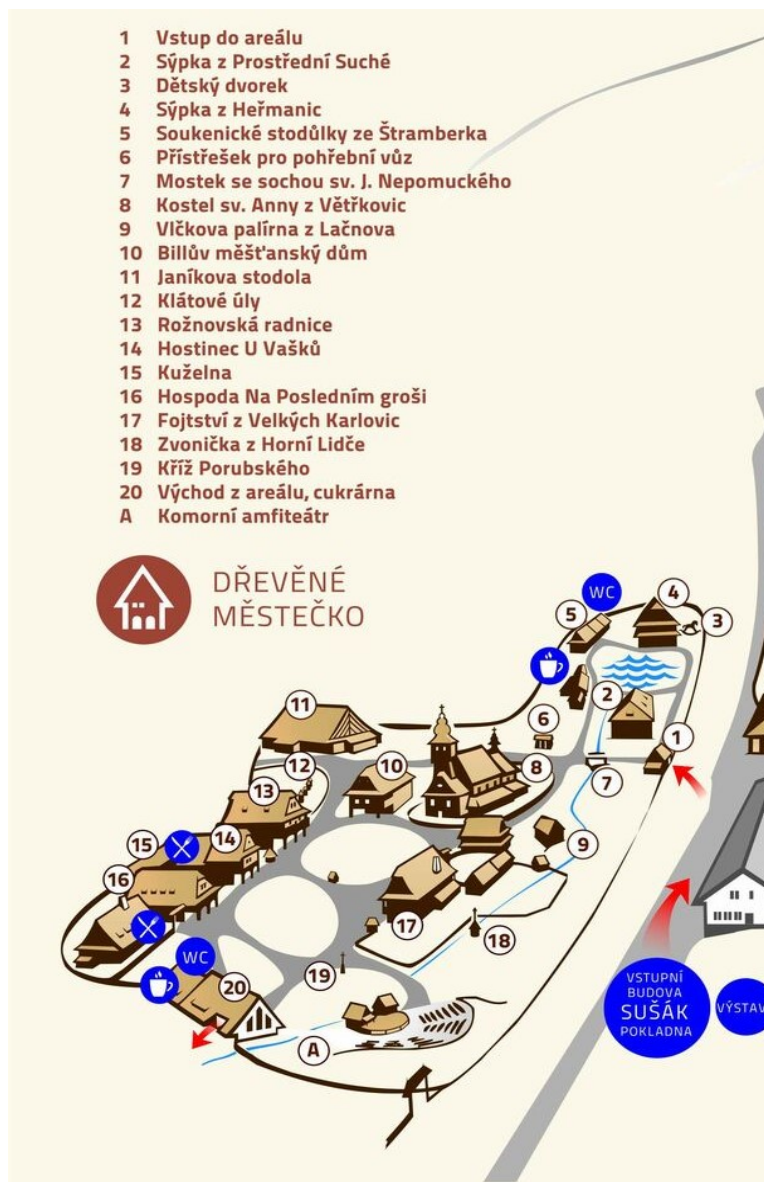 1 Vstup do areálu
2 Sýpka z Prostřední Suché
3 Dětský dvorek
4 Sýpka z Heřmanic
5 Soukenické stodůlky ze Štramberka
6 Přístřešek pro pohřební vůz
7 Mostek se sochou sv. J. Nepomuckého
8 Kostel sv. Anny z Větřkovic
9 Vlčkova palírna z Lačnova
10 Billův měšťanský dům
11 Janíkova stodola
12 Klátové úly
13 Rožnovská radnice
14 Hostinec U Vašků
15 Kuželna
16 Hospoda Na Posledním groši
17 Fojtství z Velkých Karlovic
18 Zvonička z Horní Lidče
19 Kříž Porubského
20 Východ z areálu, cukrárna
A Komorní amfiteátr
DŘEVĚNÉ
MĚSTEČKO
WC
4
5
3
2
11
6
1
12
10
8
7
13
15
14
9
16
17
18
WC
19
20
A
VSTUPNÍ
BUDOVA
SUŠÁK
POKLADNA
VÝSTAV